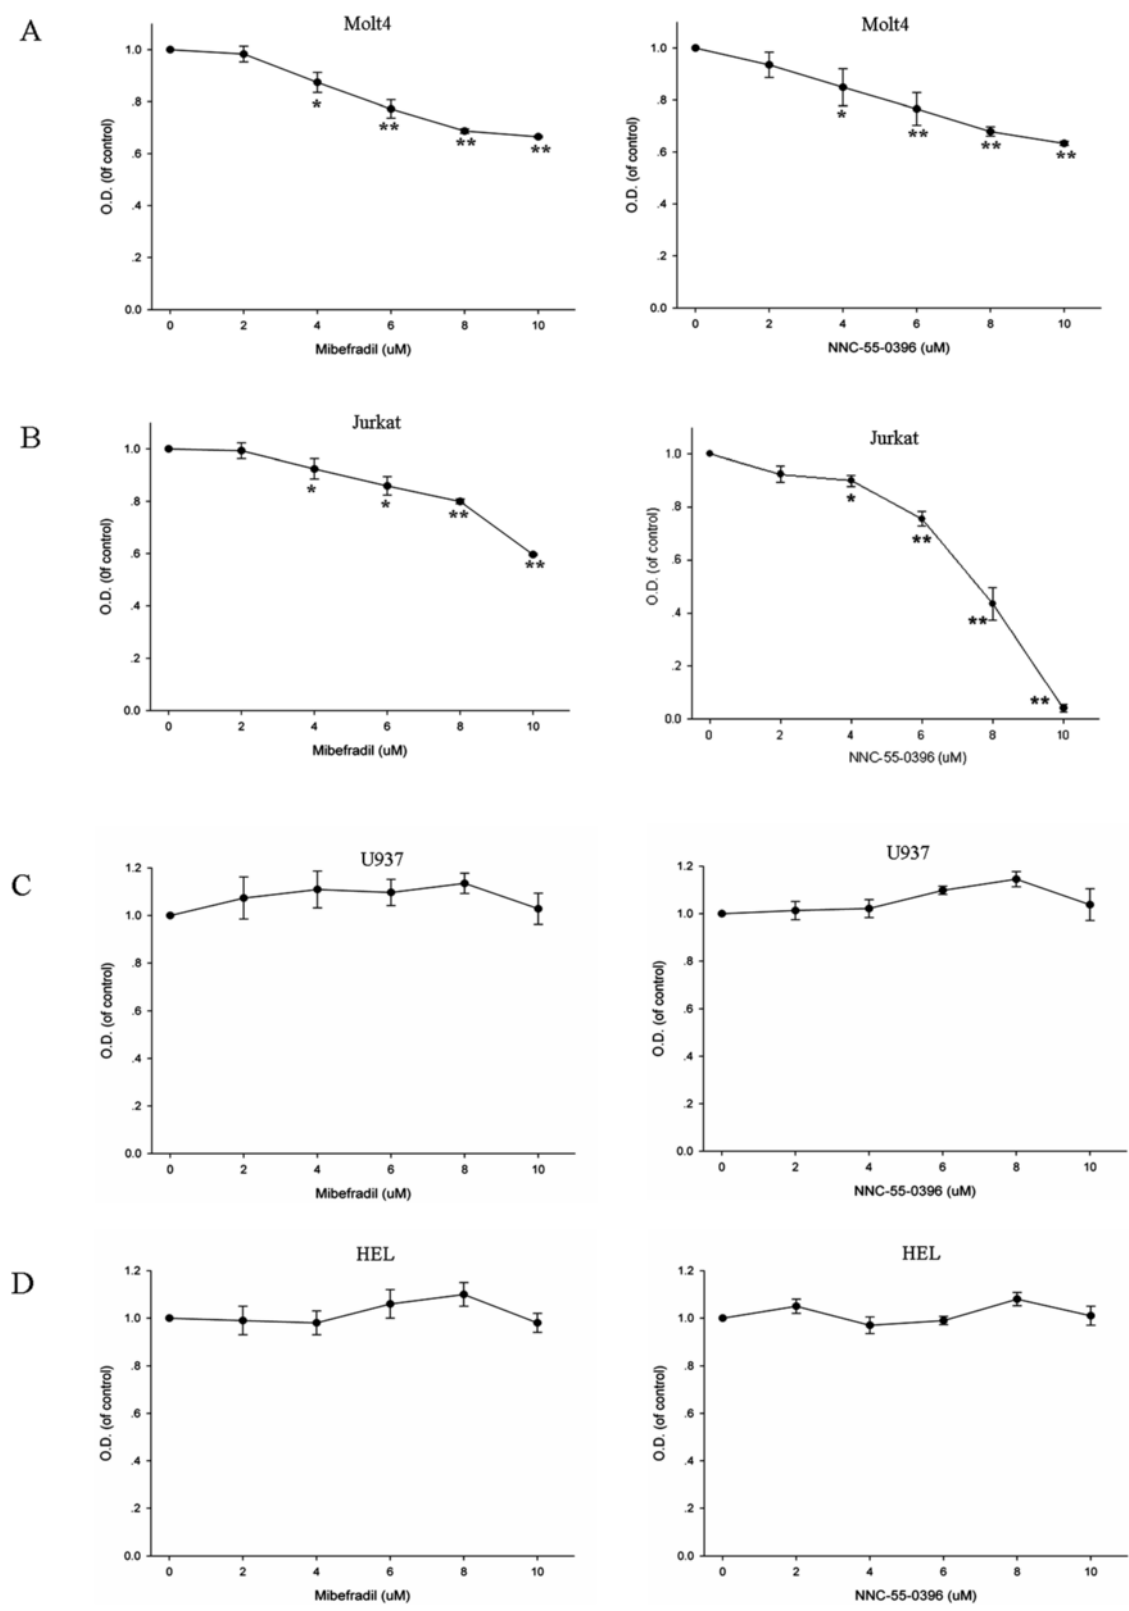 A
Molt4
1.0
.8
.6
.4
.2
0.0
O.D. (0f control)
* ** ** **
0 2 4 6 8 10
Mibefradil (uM)
Molt4
1.0
.8
.6
.4
.2
0.0
O.D. (of control)
* ** ** **
0 2 4 6 8 10
NNC-55-0396 (uM)
B
Jurkat
1.0
.8
.6
.4
.2
0.0
O.D. (0f control)
* * ** **
0 2 4 6 8 10
Mibefradil (uM)
Jurkat
1.0
.8
.6
.4
.2
0.0
O.D. (of control)
* ** ** **
0 2 4 6 8 10
NNC-55-0396 (uM)
C
U937
1.2
1.0
.8
.6
.4
.2
0.0
O.D. (of control)
0 2 4 6 8 10
Mibefradil (uM)
U937
1.2
1.0
.8
.6
.4
.2
0.0
O.D. (of control)
0 2 4 6 8 10
NNC-55-0396 (uM)
D
HEL
1.2
1.0
.8
.6
.4
.2
0.0
O.D. (of control)
0 2 4 6 8 10
Mibefradil (uM)
HEL
1.2
1.0
.8
.6
.4
.2
0.0
O.D. (of control)
0 2 4 6 8 10
NNC-55-0396 (uM)